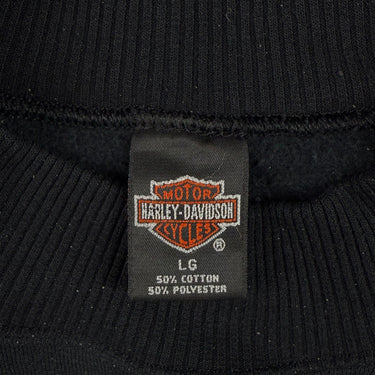 MOTOR
HARLEY-DAVIDSON
CYCLES
®
LG
50% COTTON
50% POLYESTER